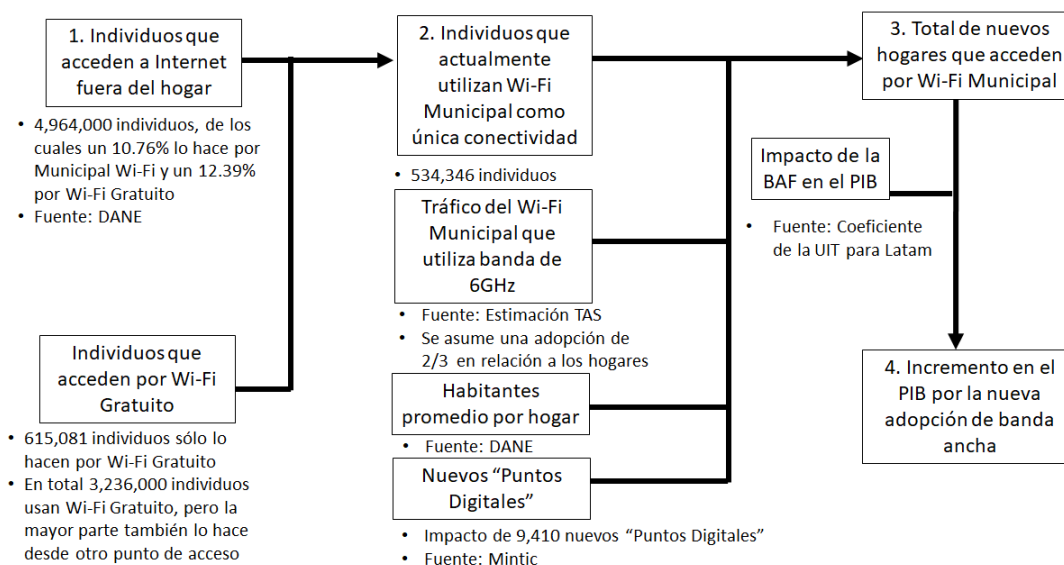 1. Individuos que
acceden a Internet
fuera del hogar
• 4,964,000 individuos, de los
cuales un 10.76% lo hace por
Municipal Wi-Fi y un 12.39%
por Wi-Fi Gratuito
• Fuente: DANE
Individuos que
acceden por Wi-Fi
Gratuito
• 615,081 individuos sólo lo
hacen por Wi-Fi Gratuito
• En total 3,236,000 individuos
usan Wi-Fi Gratuito, pero la
mayor parte también lo hace
desde otro punto de acceso
2. Individuos que
actualmente
utilizan Wi-Fi
Municipal como
única conectividad
• 534,346 individuos
Tráfico del Wi-Fi
Municipal que
utiliza banda de
6GHz
• Fuente: Estimación TAS
• Se asume una adopción de
2/3 en relación a los hogares
Habitantes
promedio por hogar
• Fuente: DANE
Nuevos “Puntos
Digitales”
• Impacto de 9,410 nuevos “Puntos Digitales”
• Fuente: Mintic
3. Total de nuevos
hogares que acceden
por Wi-Fi Municipal
Impacto de la
BAF en el PIB
• Fuente: Coeficiente
de la UIT para Latam
4. Incremento en el
PIB por la nueva
adopción de banda
ancha